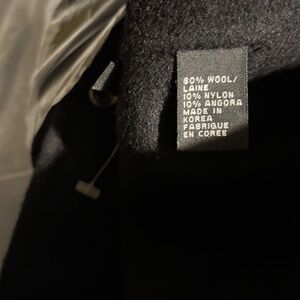 80% WOOL/
LAINE
10% NYLON
10% ANGORA
MADE IN
KOREA
FABRIQUE
EN COREE